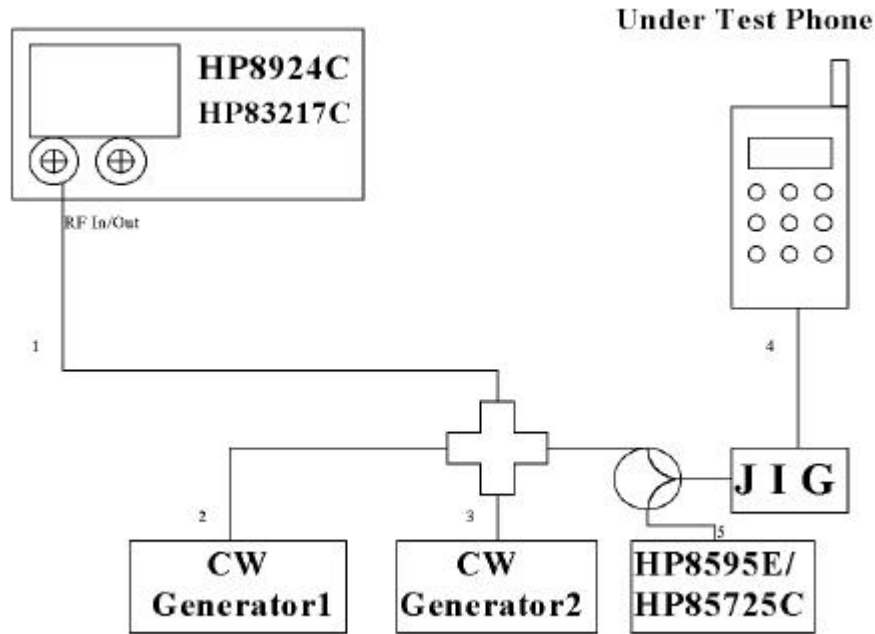 Under Test Phone
HP8924C
HP83217C
RF In/Out
1
4
2
3
5
J I G
CW
Generator1
CW
Generator2
HP8595E/
HP85725C